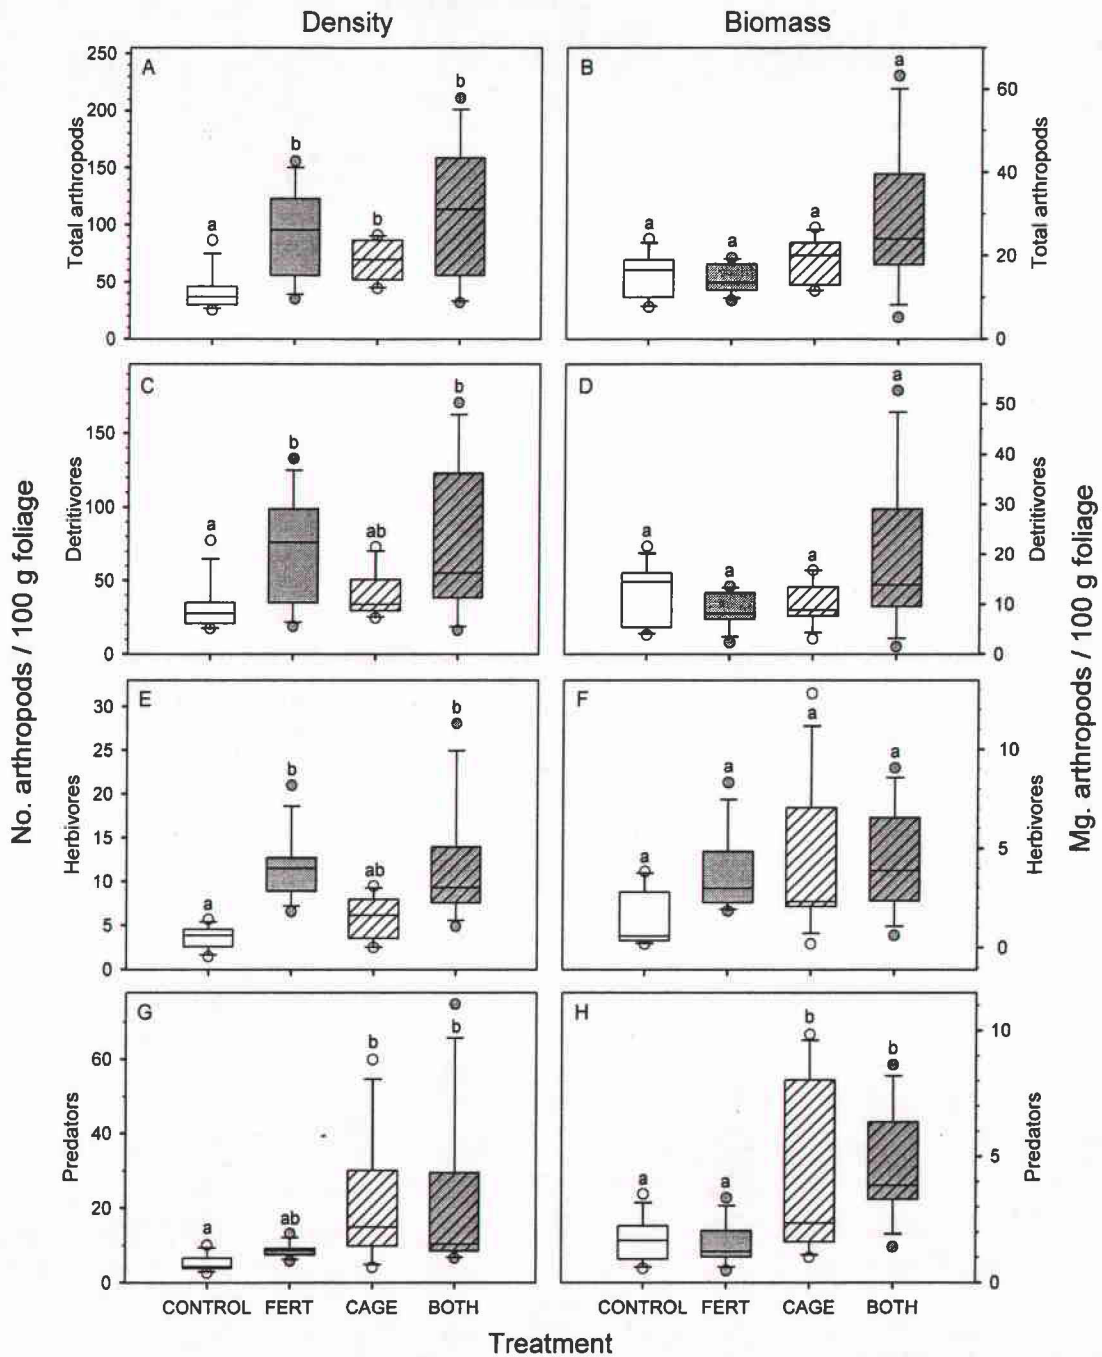 Density
Biomass
No. arthropods / 100 g foliage
Mg. arthropods / 100 g foliage
A
Total arthropods
250
200
150
100
50
0
a
b
b
b
B
Total arthropods
60
40
20
0
a
a
a
a
C
Detritivores
150
100
50
0
a
b
ab
b
D
Detritivores
50
40
30
20
10
0
a
a
a
a
E
Herbivores
30
25
20
15
10
5
0
a
b
ab
b
F
Herbivores
10
5
0
a
a
a
a
G
Predators
60
40
20
0
a
ab
b
b
H
Predators
10
5
0
a
a
b
b
CONTROL FERT CAGE BOTH
CONTROL FERT CAGE BOTH
Treatment